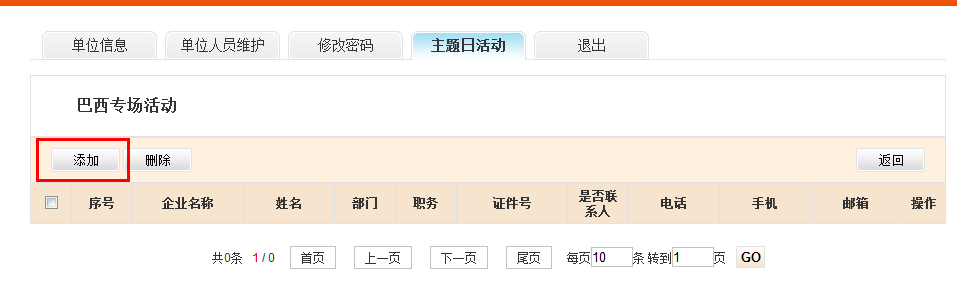 单位信息 单位人员维护 修改密码 主题日活动 退出
巴西专场活动
添加 删除 返回
序号 企业名称 姓名 部门 职务 证件号 是否联系人 电话 手机 邮箱 操作
共0条 1 / 0 首页 上一页 下一页 尾页 每页10条 转到1页 GO